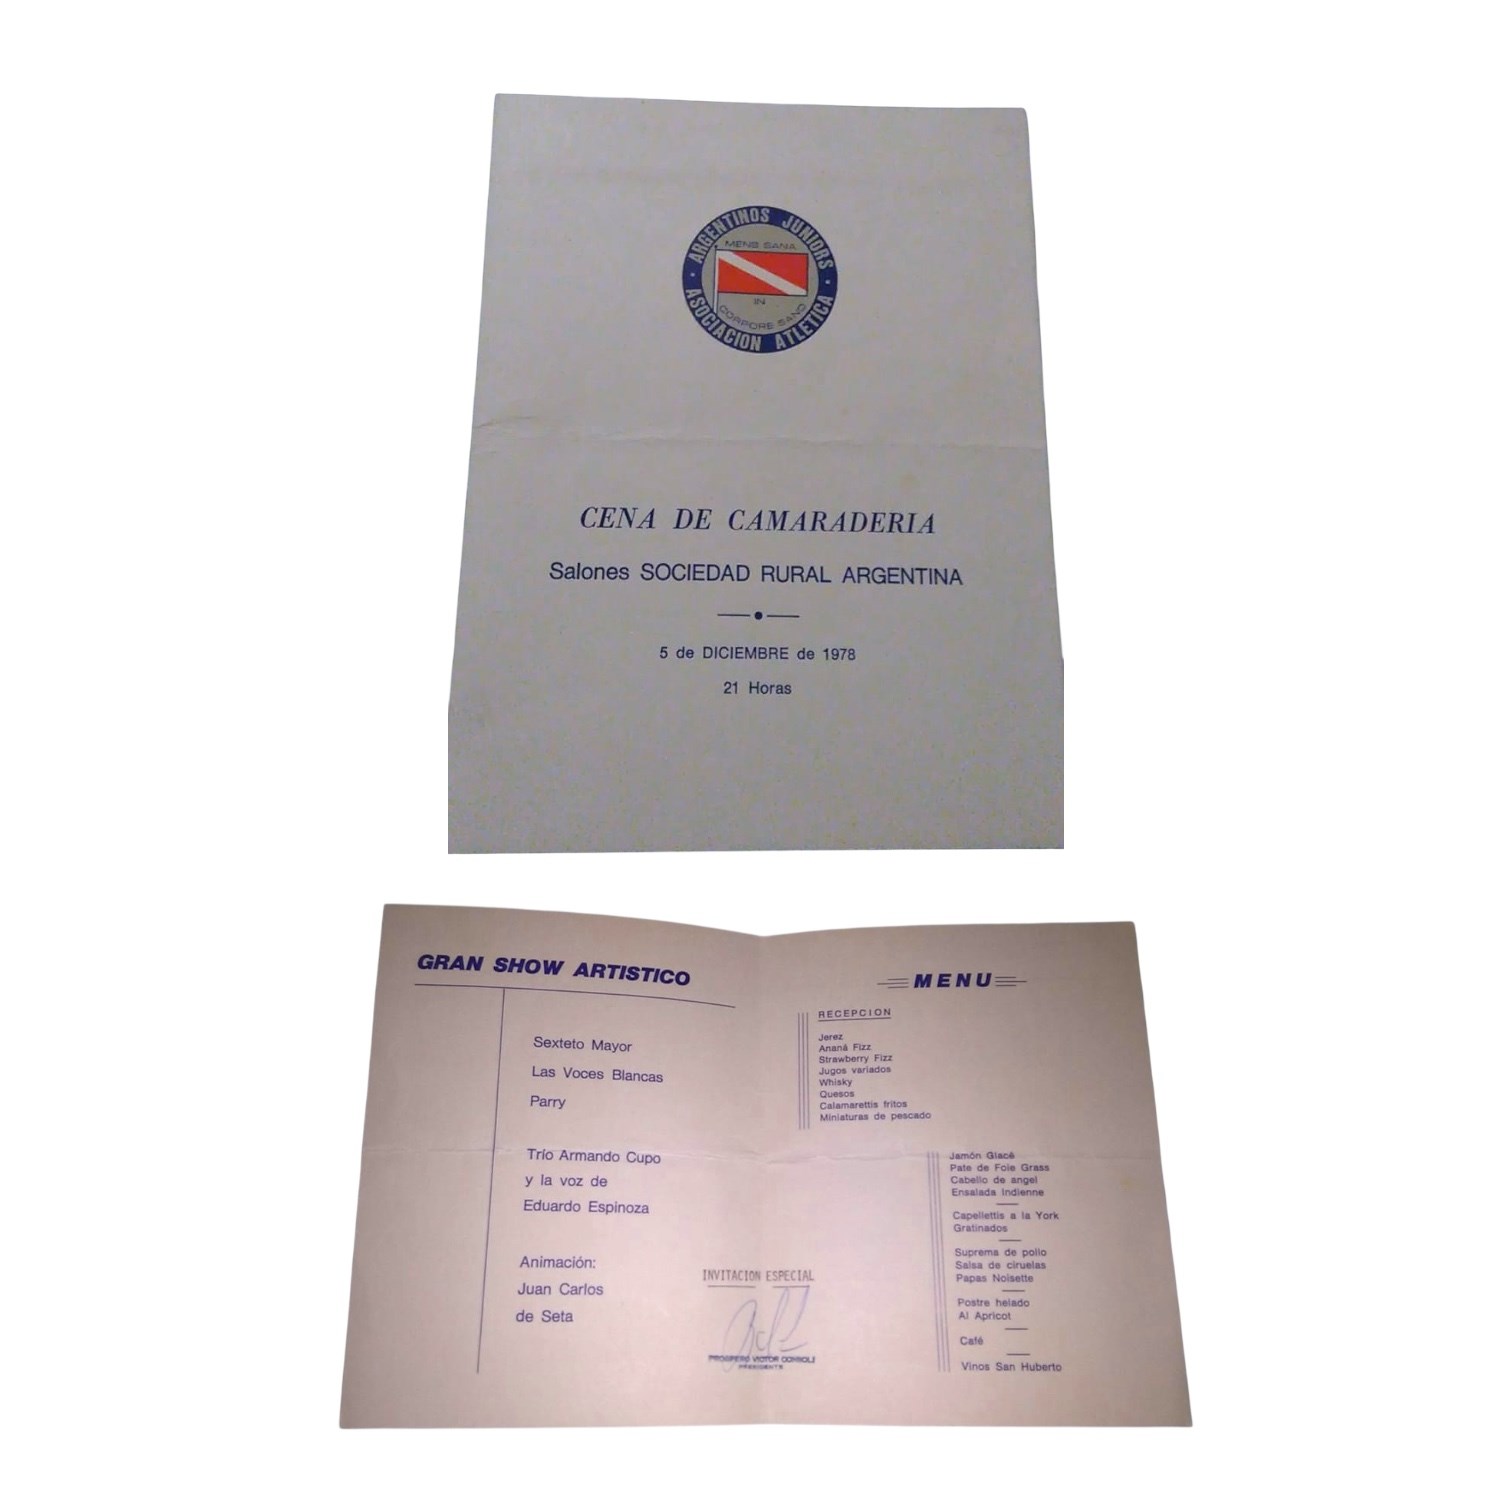 ARGENTINOS JUNIORS
MENS SANA
IN
CORPORE SANO
ASOCIACION ATLETICA
CENA DE CAMARADERIA
Salones SOCIEDAD RURAL ARGENTINA
5 de DICIEMBRE de 1978
21 Horas
GRAN SHOW ARTISTICO
Sexteto Mayor
Las Voces Blancas
Parry
Trío Armando Cupo
y la voz de
Eduardo Espinoza
Animación:
Juan Carlos
de Seta
INVITACION ESPECIAL
PROSPERO VICTOR CONSOLI
PRESIDENTE
MENU
RECEPCION
Jerez
Ananá Fizz
Strawberry Fizz
Jugos variados
Whisky
Quesos
Calamarettis fritos
Miniaturas de pescado
Jamón Glacé
Pate de Foie Grass
Cabello de angel
Ensalada Indienne
Capellettis a la York
Gratinados
Suprema de pollo
Salsa de ciruelas
Papas Noisette
Postre helado
Al Apricot
Café
Vinos San Huberto